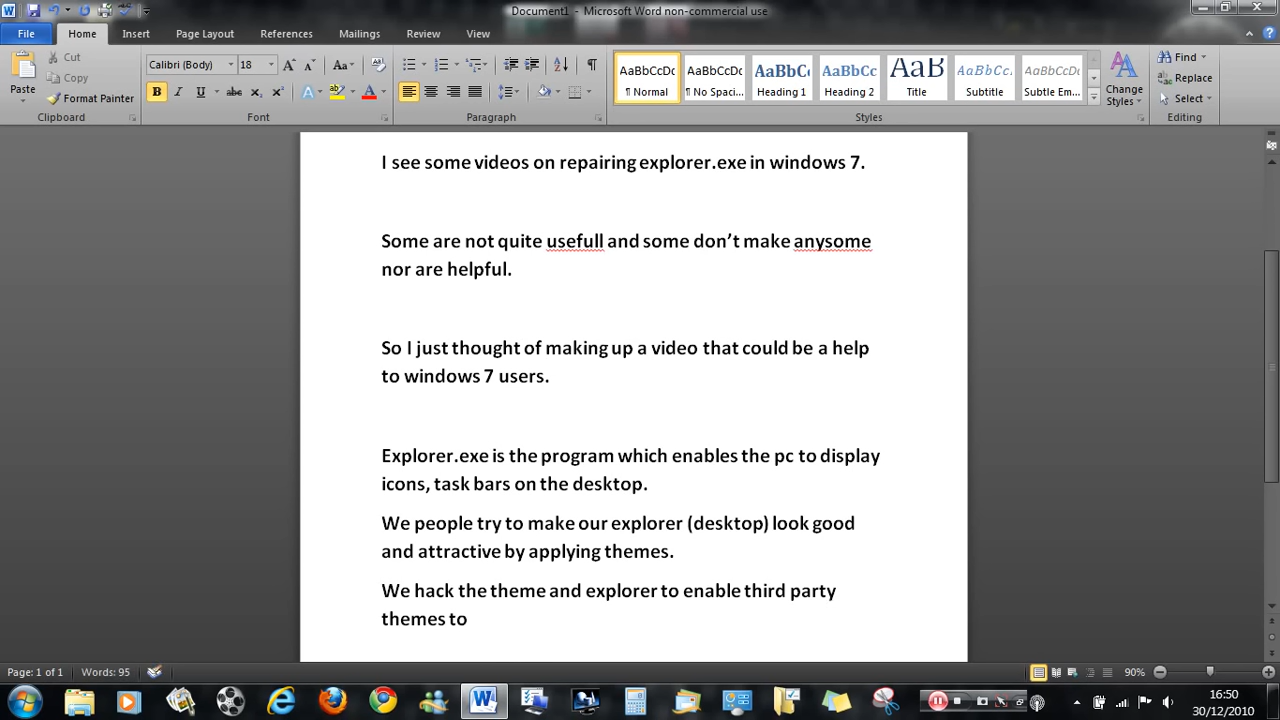 Document1 - Microsoft Word non-commercial use
File Home Insert Page Layout References Mailings Review View
Cut
Copy
Format Painter
Paste
Clipboard
Calibri (Body) 18
Font
Paragraph
AaBbCcDc AaBbCcDc AaBbC AaBbCc AaB AaBbCc. AaBbCcDc
¶ Normal ¶ No Spaci... Heading 1 Heading 2 Title Subtitle Subtle Em...
Styles
Change Styles
Find
Replace
Select
Editing
I see some videos on repairing explorer.exe in windows 7.
Some are not quite usefull and some don’t make anysome
nor are helpful.
So I just thought of making up a video that could be a help
to windows 7 users.
Explorer.exe is the program which enables the pc to display
icons, task bars on the desktop.
We people try to make our explorer (desktop) look good
and attractive by applying themes.
We hack the theme and explorer to enable third party
themes to
Page: 1 of 1 Words: 95 90%
16:50
30/12/2010